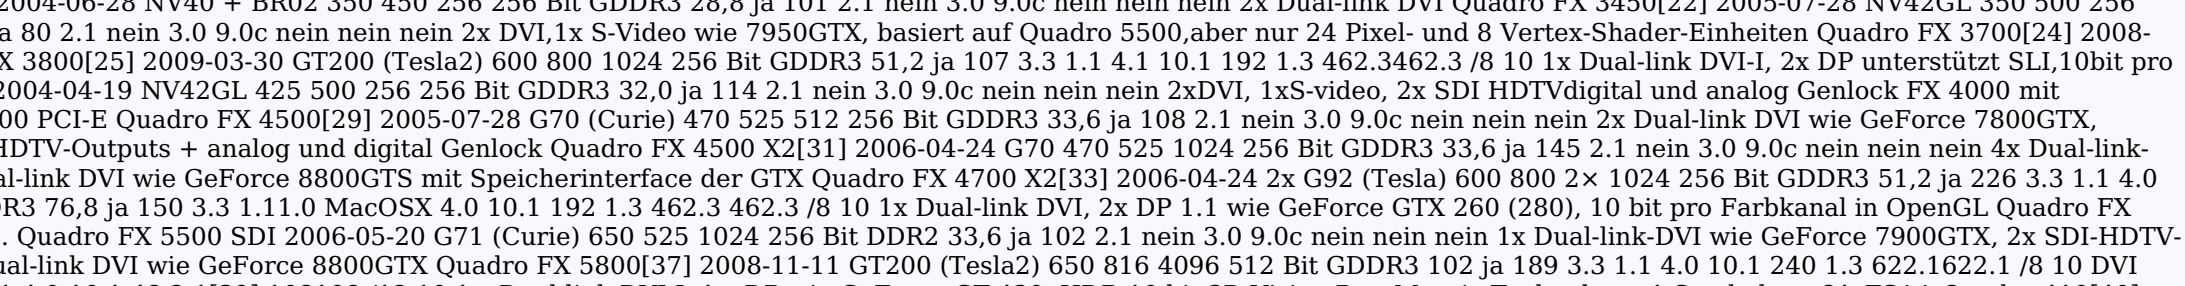 2004-06-28 NV40 + BR02 350 450 256 256 Bit GDDR3 28,8 ja 101 2.1 nein 3.0 9.0c nein nein nein 2x Dual-link DVI Quadro FX 3450[22] 2005-07-28 NV42GL 350 500 256
a 80 2.1 nein 3.0 9.0c nein nein nein 2x DVI,1x S-Video wie 7950GTX, basiert auf Quadro 5500,aber nur 24 Pixel- und 8 Vertex-Shader-Einheiten Quadro FX 3700[24] 2008-
X 3800[25] 2009-03-30 GT200 (Tesla2) 600 800 1024 256 Bit GDDR3 51,2 ja 107 3.3 1.1 4.1 10.1 192 1.3 462.3462.3 /8 10 1x Dual-link DVI-I, 2x DP unterstützt SLI,10bit pro
2004-04-19 NV42GL 425 500 256 256 Bit GDDR3 32,0 ja 114 2.1 nein 3.0 9.0c nein nein nein 2xDVI, 1xS-video, 2x SDI HDTVdigital und analog Genlock FX 4000 mit
00 PCI-E Quadro FX 4500[29] 2005-07-28 G70 (Curie) 470 525 512 256 Bit GDDR3 33,6 ja 108 2.1 nein 3.0 9.0c nein nein nein 2x Dual-link DVI wie GeForce 7800GTX,
HDTV-Outputs + analog und digital Genlock Quadro FX 4500 X2[31] 2006-04-24 G70 470 525 1024 256 Bit GDDR3 33,6 ja 145 2.1 nein 3.0 9.0c nein nein nein 4x Dual-link-
al-link DVI wie GeForce 8800GTS mit Speicherinterface der GTX Quadro FX 4700 X2[33] 2006-04-24 2x G92 (Tesla) 600 800 2× 1024 256 Bit GDDR3 51,2 ja 226 3.3 1.1 4.0
R3 76,8 ja 150 3.3 1.11.0 MacOSX 4.0 10.1 192 1.3 462.3 462.3 /8 10 1x Dual-link DVI, 2x DP 1.1 wie GeForce GTX 260 (280), 10 bit pro Farbkanal in OpenGL Quadro FX
. Quadro FX 5500 SDI 2006-05-20 G71 (Curie) 650 525 1024 256 Bit DDR2 33,6 ja 102 2.1 nein 3.0 9.0c nein nein nein 1x Dual-link-DVI wie GeForce 7900GTX, 2x SDI-HDTV-
ual-link DVI wie GeForce 8800GTX Quadro FX 5800[37] 2008-11-11 GT200 (Tesla2) 650 816 4096 512 Bit GDDR3 102 ja 189 3.3 1.1 4.0 10.1 240 1.3 622.1622.1 /8 10 DVI